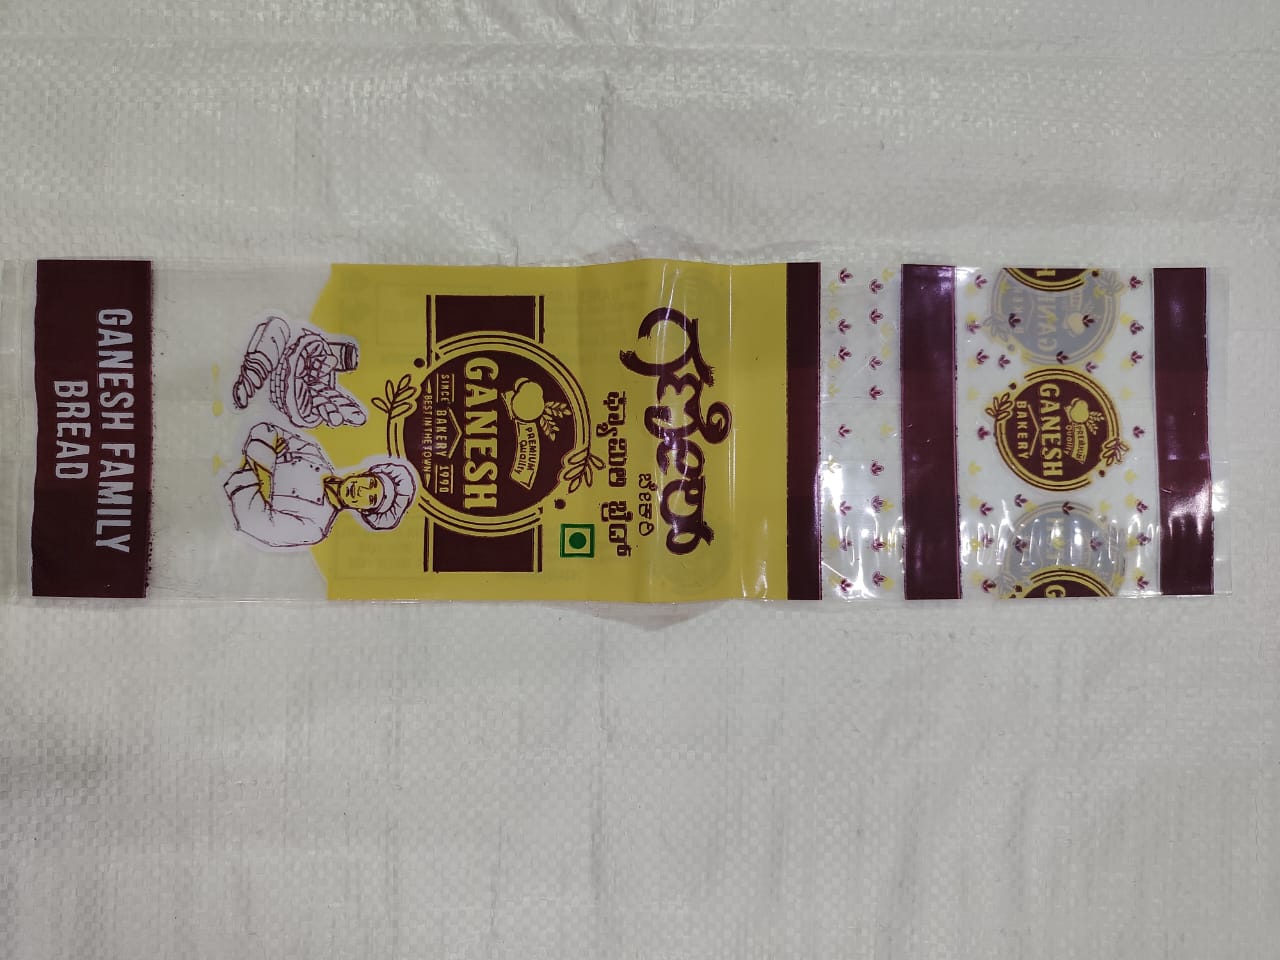 GANESH
BAKERY
PREMIUM
Quality
ಗಣೇಶ
ಬೇಕರಿ
ಫ್ಯಾಮಿಲಿ ಬ್ರೆಡ್
PREMIUM
Quality
GANESH
SINCE BAKERY 1990
BEST IN THE TOWN
GANESH FAMILY
BREAD